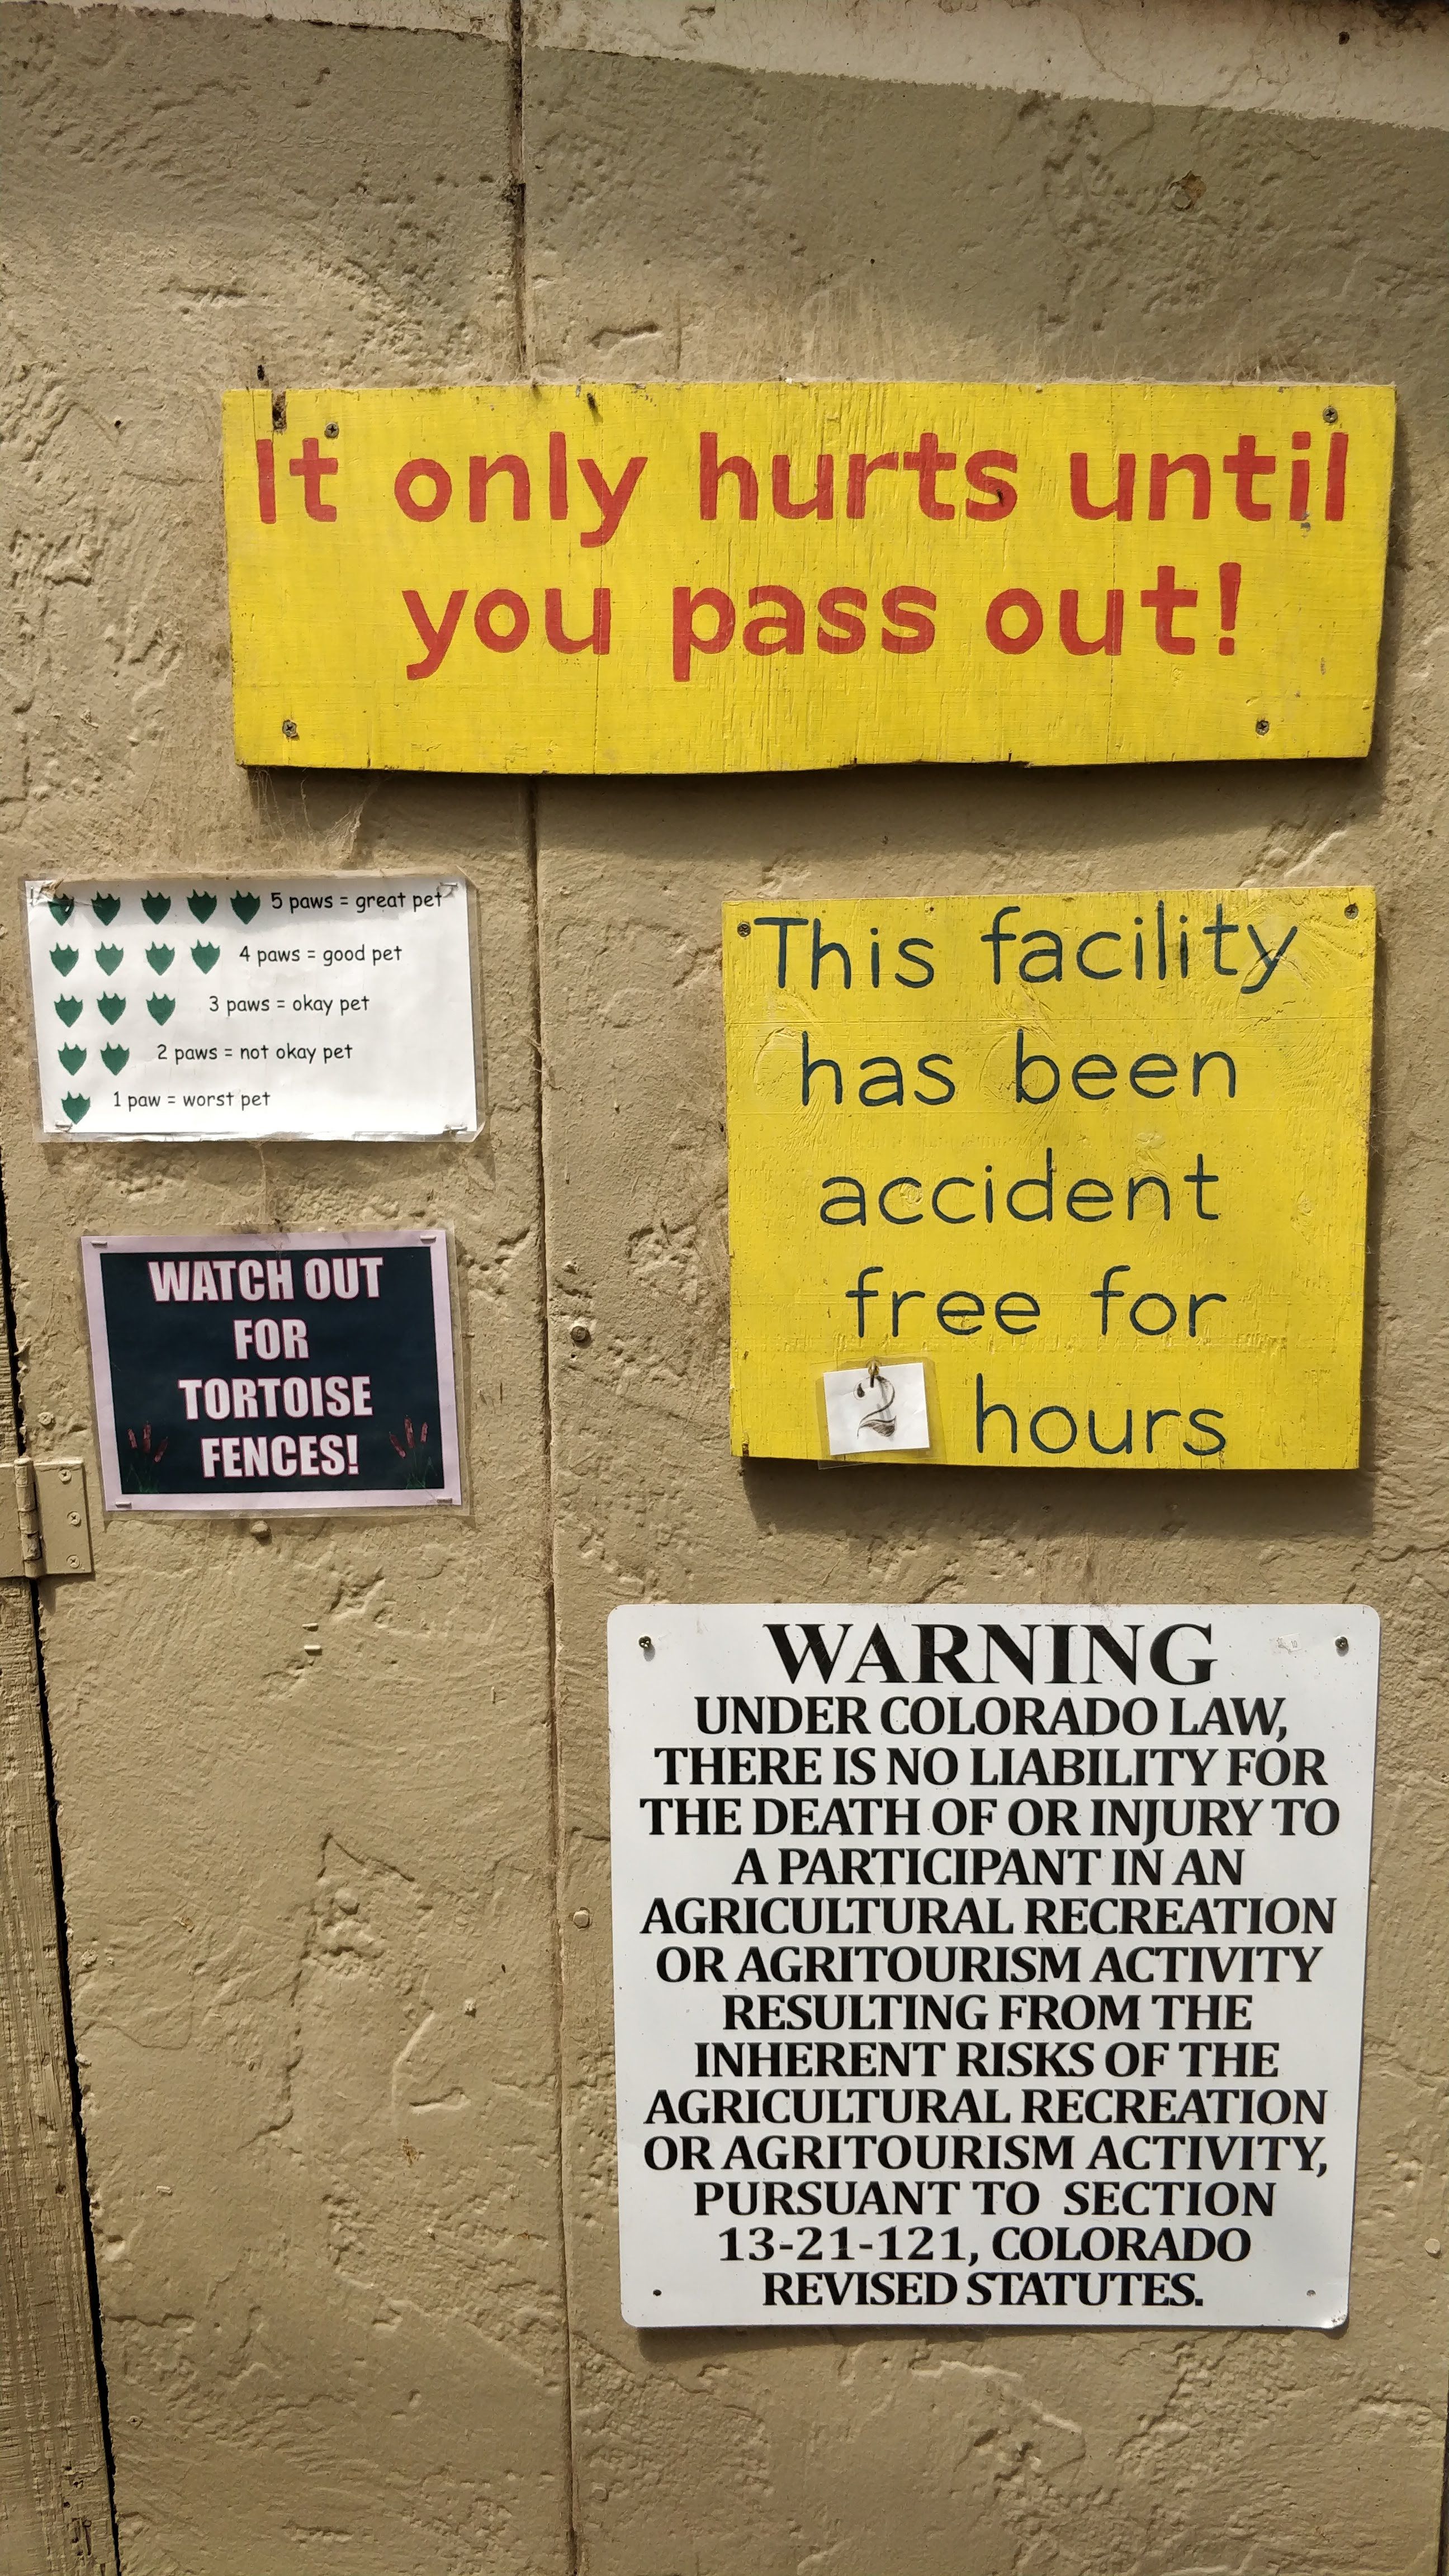 It only hurts until
you pass out!
5 paws = great pet
4 paws = good pet
3 paws = okay pet
2 paws = not okay pet
1 paw = worst pet
WATCH OUT
FOR
TORTOISE
FENCES!
This facility
has been
accident
free for
2 hours
WARNING
UNDER COLORADO LAW,
THERE IS NO LIABILITY FOR
THE DEATH OF OR INJURY TO
A PARTICIPANT IN AN
AGRICULTURAL RECREATION
OR AGRITOURISM ACTIVITY
RESULTING FROM THE
INHERENT RISKS OF THE
AGRICULTURAL RECREATION
OR AGRITOURISM ACTIVITY,
PURSUANT TO SECTION
13-21-121, COLORADO
REVISED STATUTES.